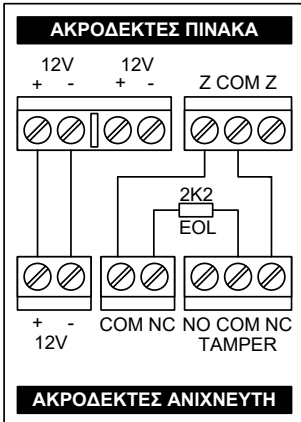 ΑΚΡΟΔΕΚΤΕΣ ΠΙΝΑΚΑ
12V 12V
+ - + - Z COM Z
2K2
EOL
+ - COM NC NO COM NC
12V TAMPER
ΑΚΡΟΔΕΚΤΕΣ ΑΝΙΧΝΕΥΤΗ